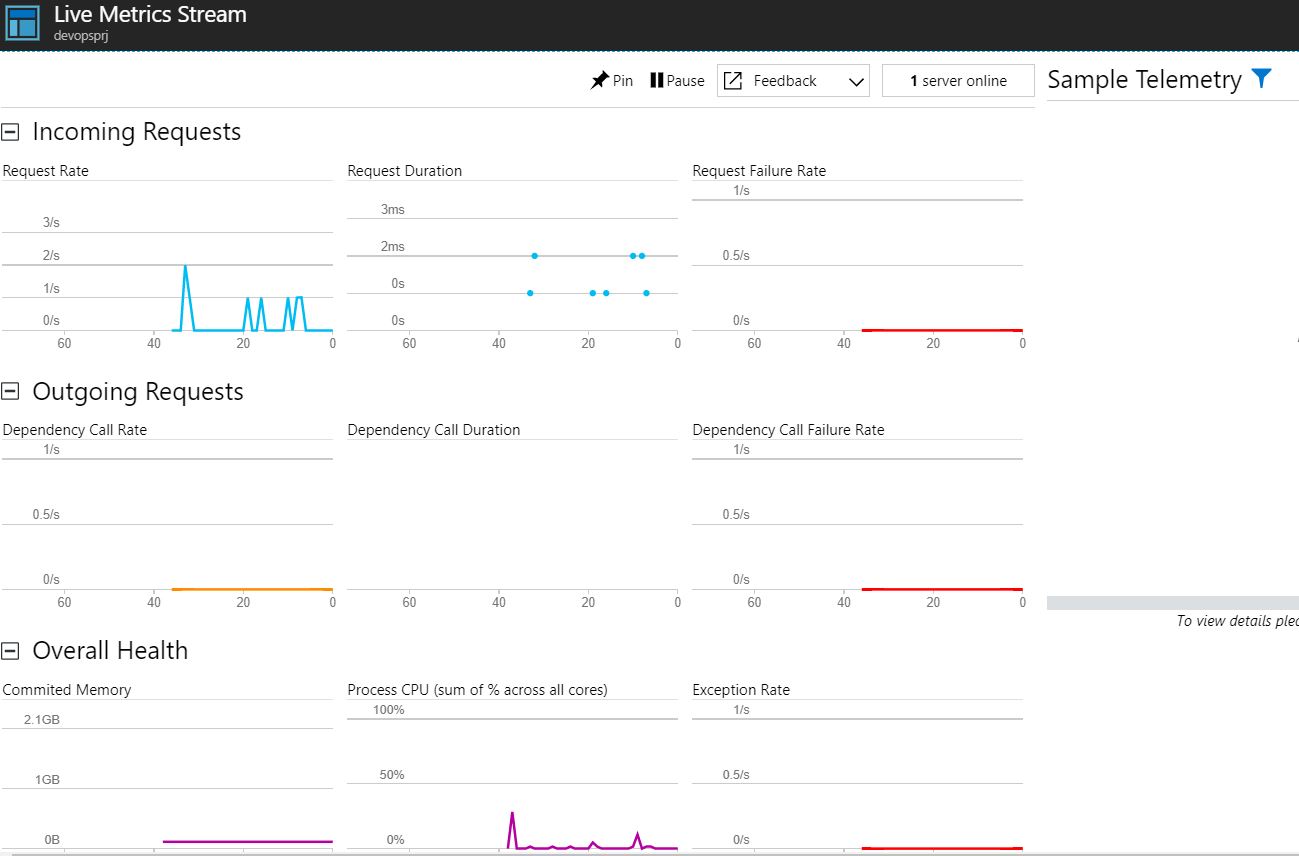 Live Metrics Stream
devopsprj
Pin Pause Feedback 1 server online Sample Telemetry
Incoming Requests
Request Rate Request Duration Request Failure Rate
3/s
2/s
1/s
0/s
60 40 20 0
3ms
2ms
0s
0s
60 40 20 0
1/s
0.5/s
0/s
60 40 20 0
Outgoing Requests
Dependency Call Rate Dependency Call Duration Dependency Call Failure Rate
1/s
0.5/s
0/s
60 40 20 0
60 40 20 0
1/s
0.5/s
0/s
60 40 20 0
To view details
Overall Health
Commited Memory Process CPU (sum of % across all cores) Exception Rate
2.1GB
1GB
0B
100%
50%
0%
1/s
0.5/s
0/s